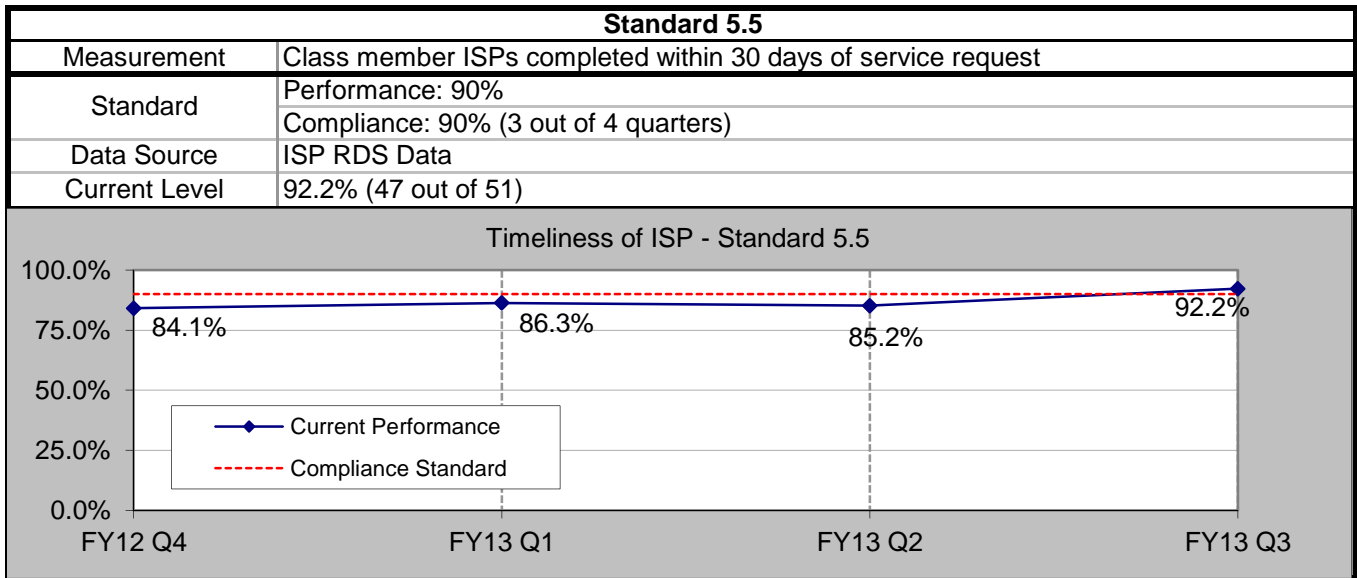 Standard 5.5
Measurement Class member ISPs completed within 30 days of service request
Standard
Performance: 90%
Compliance: 90% (3 out of 4 quarters)
Data Source ISP RDS Data
Current Level 92.2% (47 out of 51)
Timeliness of ISP - Standard 5.5
100.0%
75.0%
50.0%
25.0%
0.0%
84.1%
86.3%
85.2%
92.2%
Current Performance
Compliance Standard
FY12 Q4 FY13 Q1 FY13 Q2 FY13 Q3